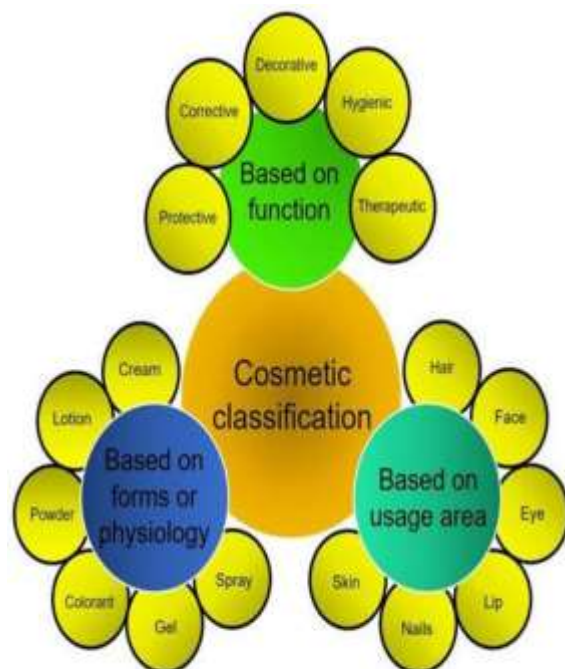 Decorative
Corrective
Hygienic
Protective
Therapeutic
Based on
function
Cosmetic
classification
Cream
Lotion
Powder
Colorant
Gel
Spray
Based on
forms or
physiology
Hair
Face
Eye
Lip
Nails
Skin
Based on
usage area